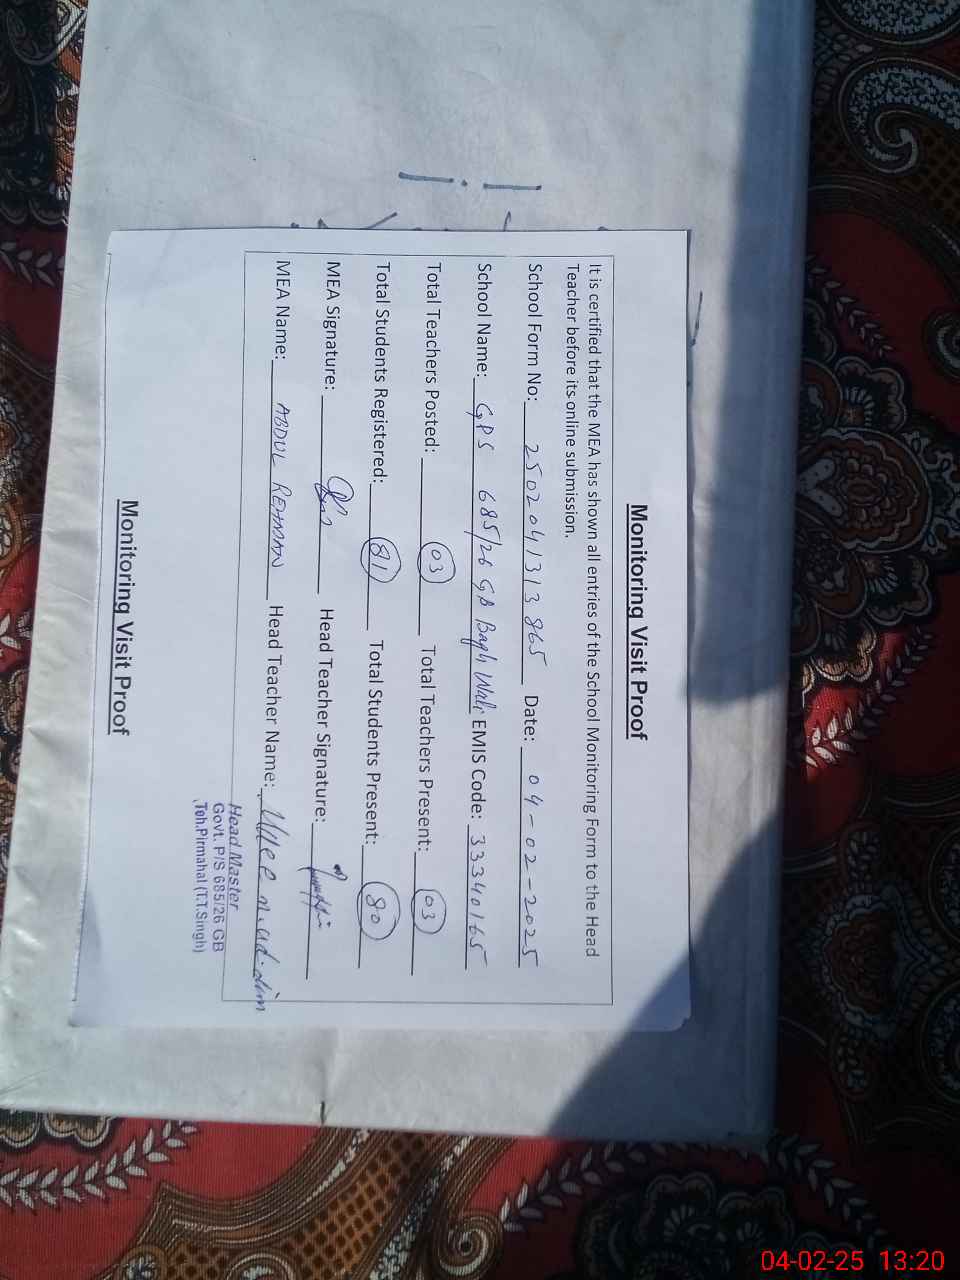 Monitoring Visit Proof
It is certified that the MEA has shown all entries of the School Monitoring Form to the Head
Teacher before its online submission.
School Form No: 2502041313865 Date: 04-02-2025
School Name: GPS 685/26 GB Bagh Wali EMIS Code: 33340165
Total Teachers Posted: 03 Total Teachers Present: 03
Total Students Registered: 81 Total Students Present: 80
MEA Signature: Head Teacher Signature:
MEA Name: ABDUL REHMAN Head Teacher Name:
Head Master
Govt. P/S 685/26 GB
Teh.Pirmahal (T.T.Singh)
Monitoring Visit Proof
04-02-25 13:20